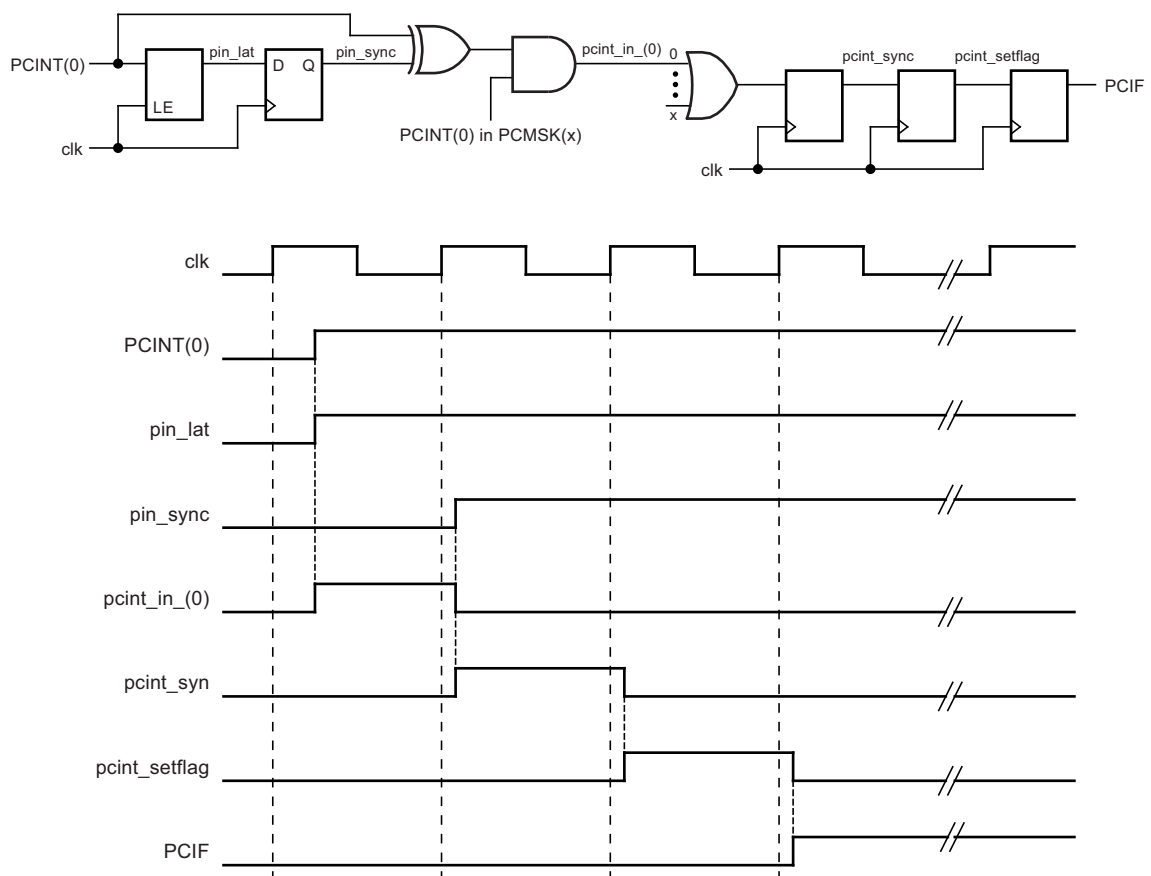 pin_lat
pin_sync
pcint_in_(0)
0
pcint_sync
pcint_setflag
PCINT(0)
D Q
PCIF
LE
x
PCINT(0) in PCMSK(x)
clk
clk
clk
PCINT(0)
pin_lat
pin_sync
pcint_in_(0)
pcint_syn
pcint_setflag
PCIF